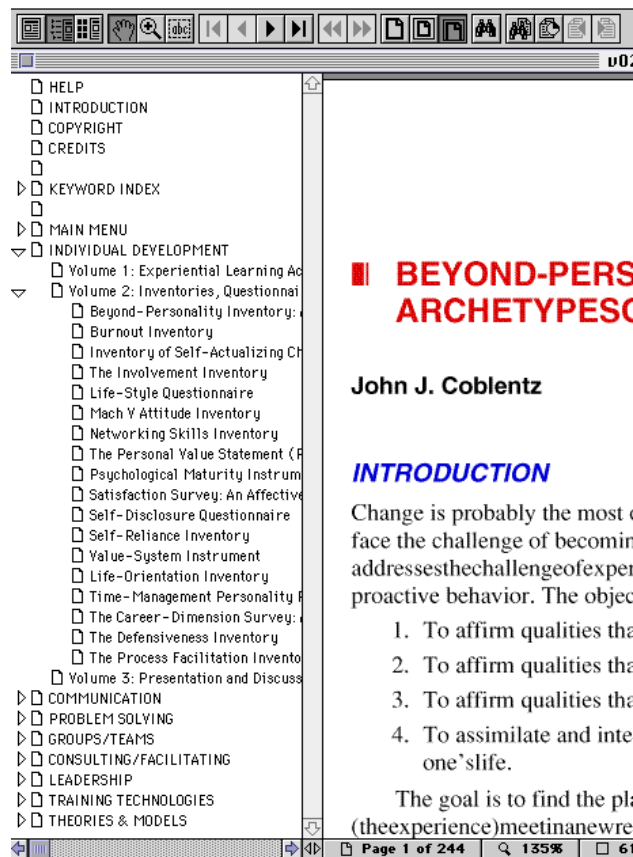 abc
v02
HELP
INTRODUCTION
COPYRIGHT
CREDITS
KEYWORD INDEX
MAIN MENU
INDIVIDUAL DEVELOPMENT
Volume 1: Experiential Learning Ac
Volume 2: Inventories, Questionnai
Beyond-Personality Inventory:
Burnout Inventory
Inventory of Self-Actualizing Ch
The Involvement Inventory
Life-Style Questionnaire
Mach V Attitude Inventory
Networking Skills Inventory
The Personal Value Statement (P
Psychological Maturity Instrum
Satisfaction Survey: An Affective
Self-Disclosure Questionnaire
Self-Reliance Inventory
Value-System Instrument
Life-Orientation Inventory
Time-Management Personality P
The Career-Dimension Survey:
The Defensiveness Inventory
The Process Facilitation Invento
Volume 3: Presentation and Discuss
COMMUNICATION
PROBLEM SOLVING
GROUPS/TEAMS
CONSULTING/FACILITATING
LEADERSHIP
TRAINING TECHNOLOGIES
THEORIES & MODELS
BEYOND-PERS
ARCHETYPES
John J. Coblentz
INTRODUCTION
Change is probably the most
face the challenge of becomin
addressesthechallengeofexper
proactive behavior. The objec
1. To affirm qualities tha
2. To affirm qualities tha
3. To affirm qualities tha
4. To assimilate and inte
one'slife.
The goal is to find the pla
(theexperience)meetinanewre
Page 1 of 244
135%
61